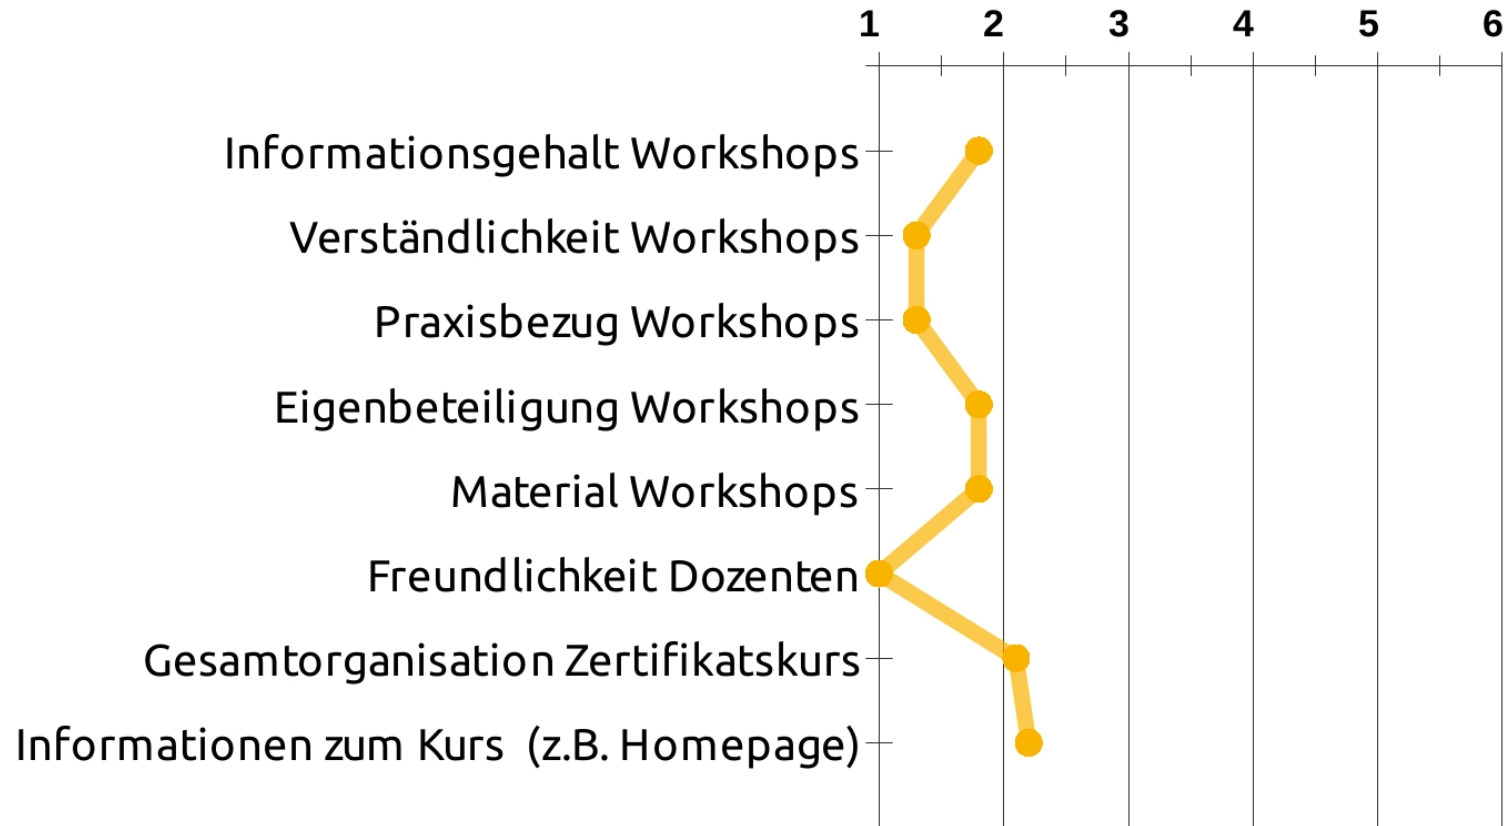 1 2 3 4 5 6
Informationsgehalt Workshops
Verständlichkeit Workshops
Praxisbezug Workshops
Eigenbeteiligung Workshops
Material Workshops
Freundlichkeit Dozenten
Gesamtorganisation Zertifikatskurs
Informationen zum Kurs (z.B. Homepage)